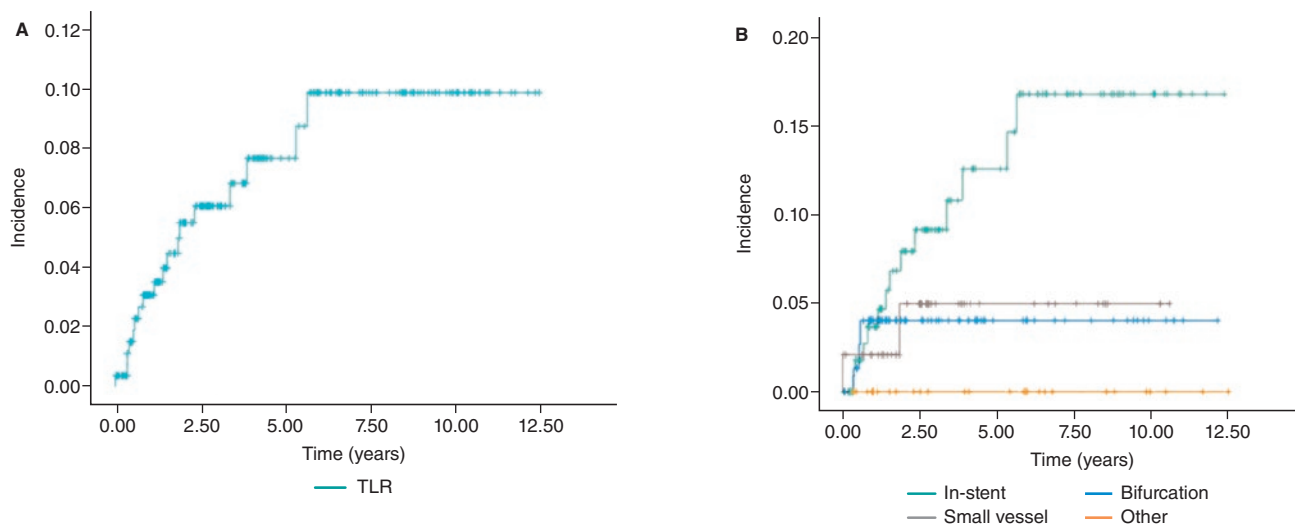 A
0.12
0.10
0.08
0.06
0.04
0.02
0.00
Incidence
0.00 2.50 5.00 7.50 10.00 12.50
Time (years)
TLR
B
0.20
0.15
0.10
0.05
0.00
Incidence
0.00 2.50 5.00 7.50 10.00 12.50
Time (years)
In-stent Bifurcation
Small vessel Other